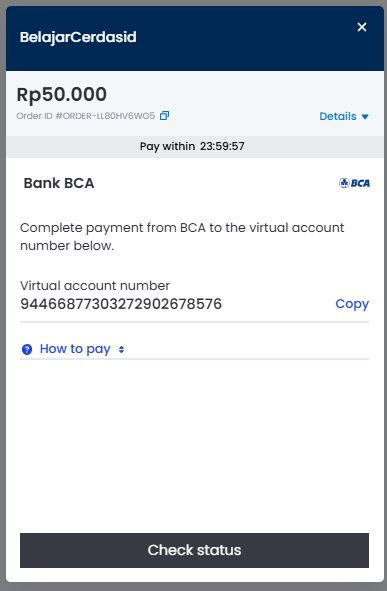 BelajarCerdasid
Rp50.000
Order ID #ORDER-LL80HV6WG5
Details
Pay within 23:59:57
Bank BCA
BCA
Complete payment from BCA to the virtual account
number below.
Virtual account number
94466877303272902678576
Copy
How to pay
Check status